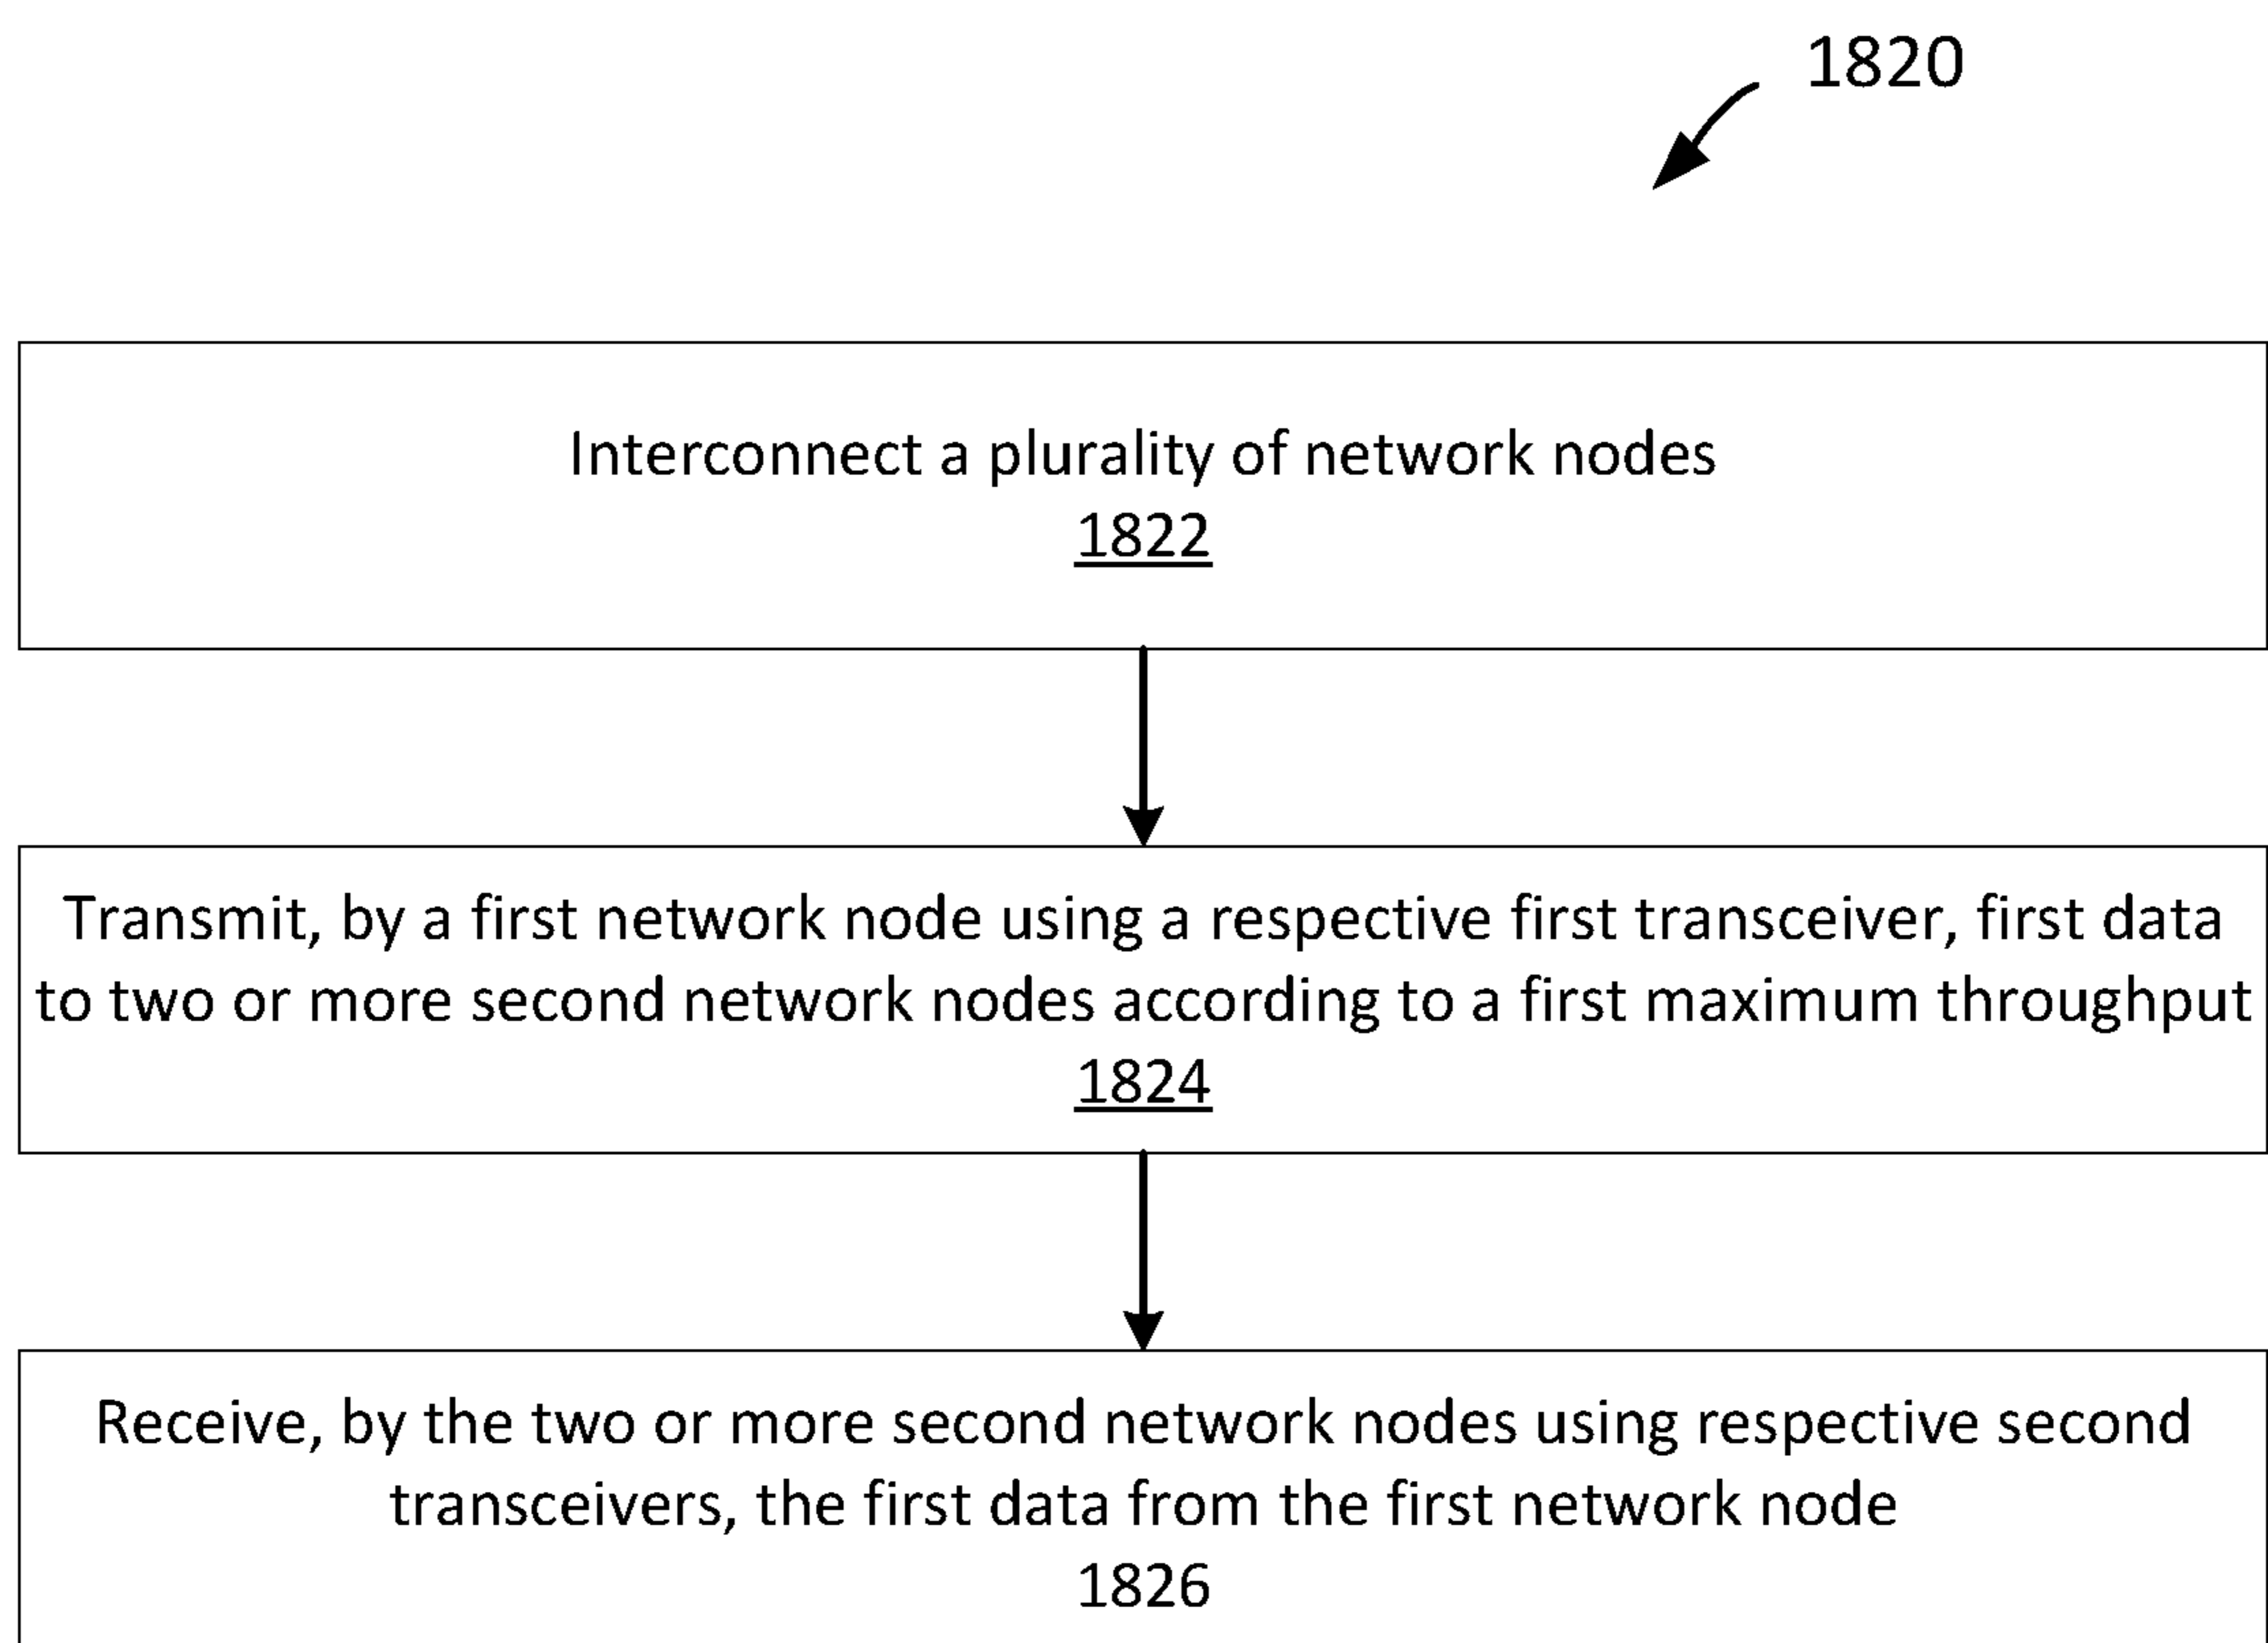 1820
Interconnect a plurality of network nodes
1822
Transmit, by a first network node using a respective first transceiver, first data
to two or more second network nodes according to a first maximum throughput
1824
Receive, by the two or more second network nodes using respective second
transceivers, the first data from the first network node
1826